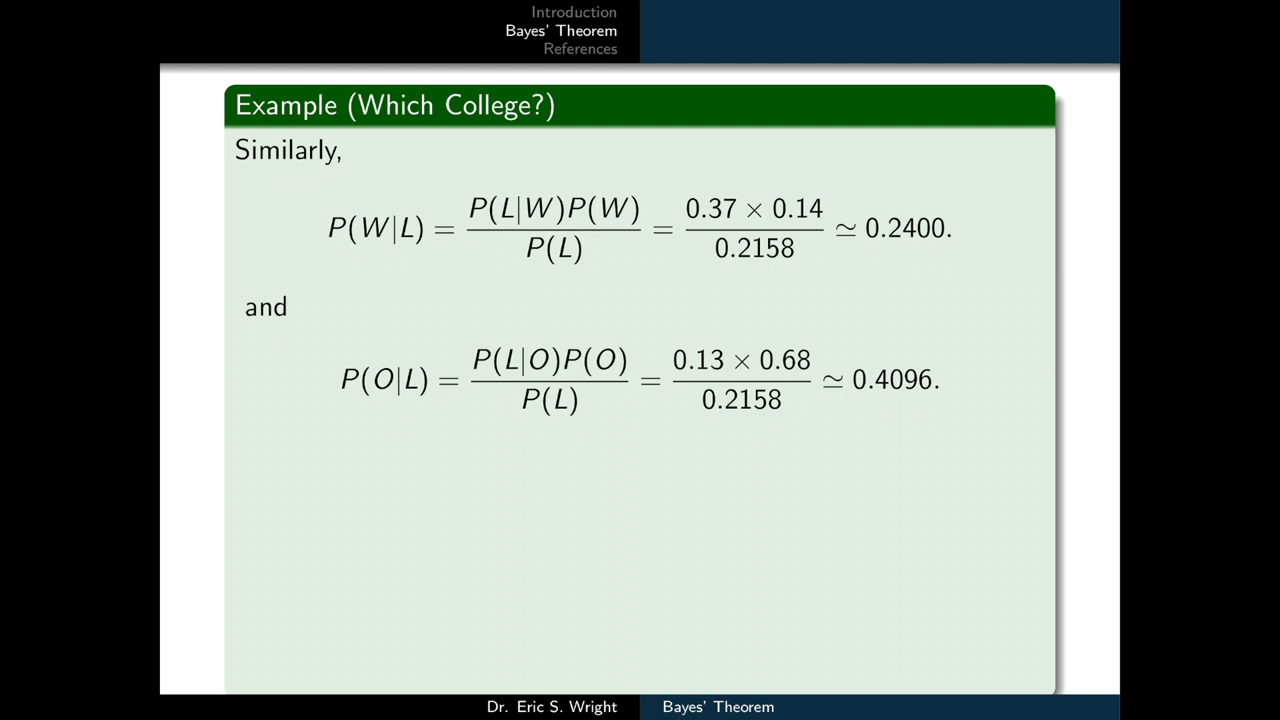 Introduction
Bayes' Theorem
References
Example (Which College?)
Similarly,
P(W|L) = P(L|W)P(W) / P(L) = 0.37 × 0.14 / 0.2158 ≃ 0.2400.
and
P(O|L) = P(L|O)P(O) / P(L) = 0.13 × 0.68 / 0.2158 ≃ 0.4096.
Dr. Eric S. Wright
Bayes' Theorem